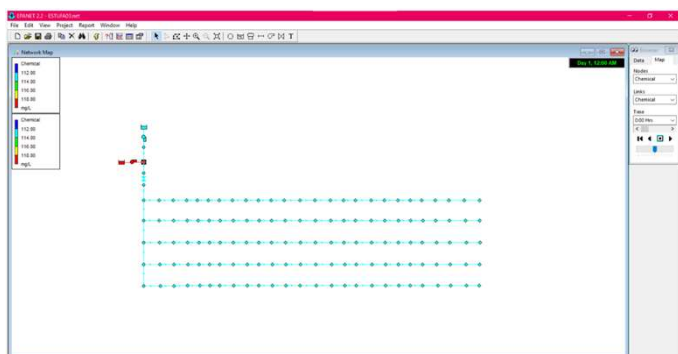 EPANET 2.2 - ESTUFA01.net
File Edit View Project Report Window Help
T
Network Map
Browser
Day 1, 12:00 AM
Data Map
Chemical
112.00
114.00
116.00
118.00
mg/L
Chemical
112.00
114.00
116.00
118.00
mg/L
Nodes
Chemical
Links
Chemical
Time
0:00 Hrs